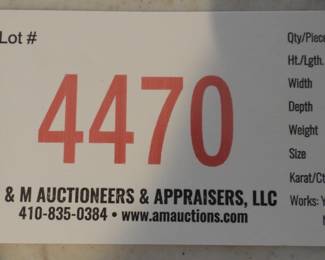 Lot #
4470
& M AUCTIONEERS & APPRAISERS, LLC
410-835-0384 • www.amauctions.com
Qty/Piece
Ht./Lgth.
Width
Depth
Weight
Size
Karat/Ct
Works: Y